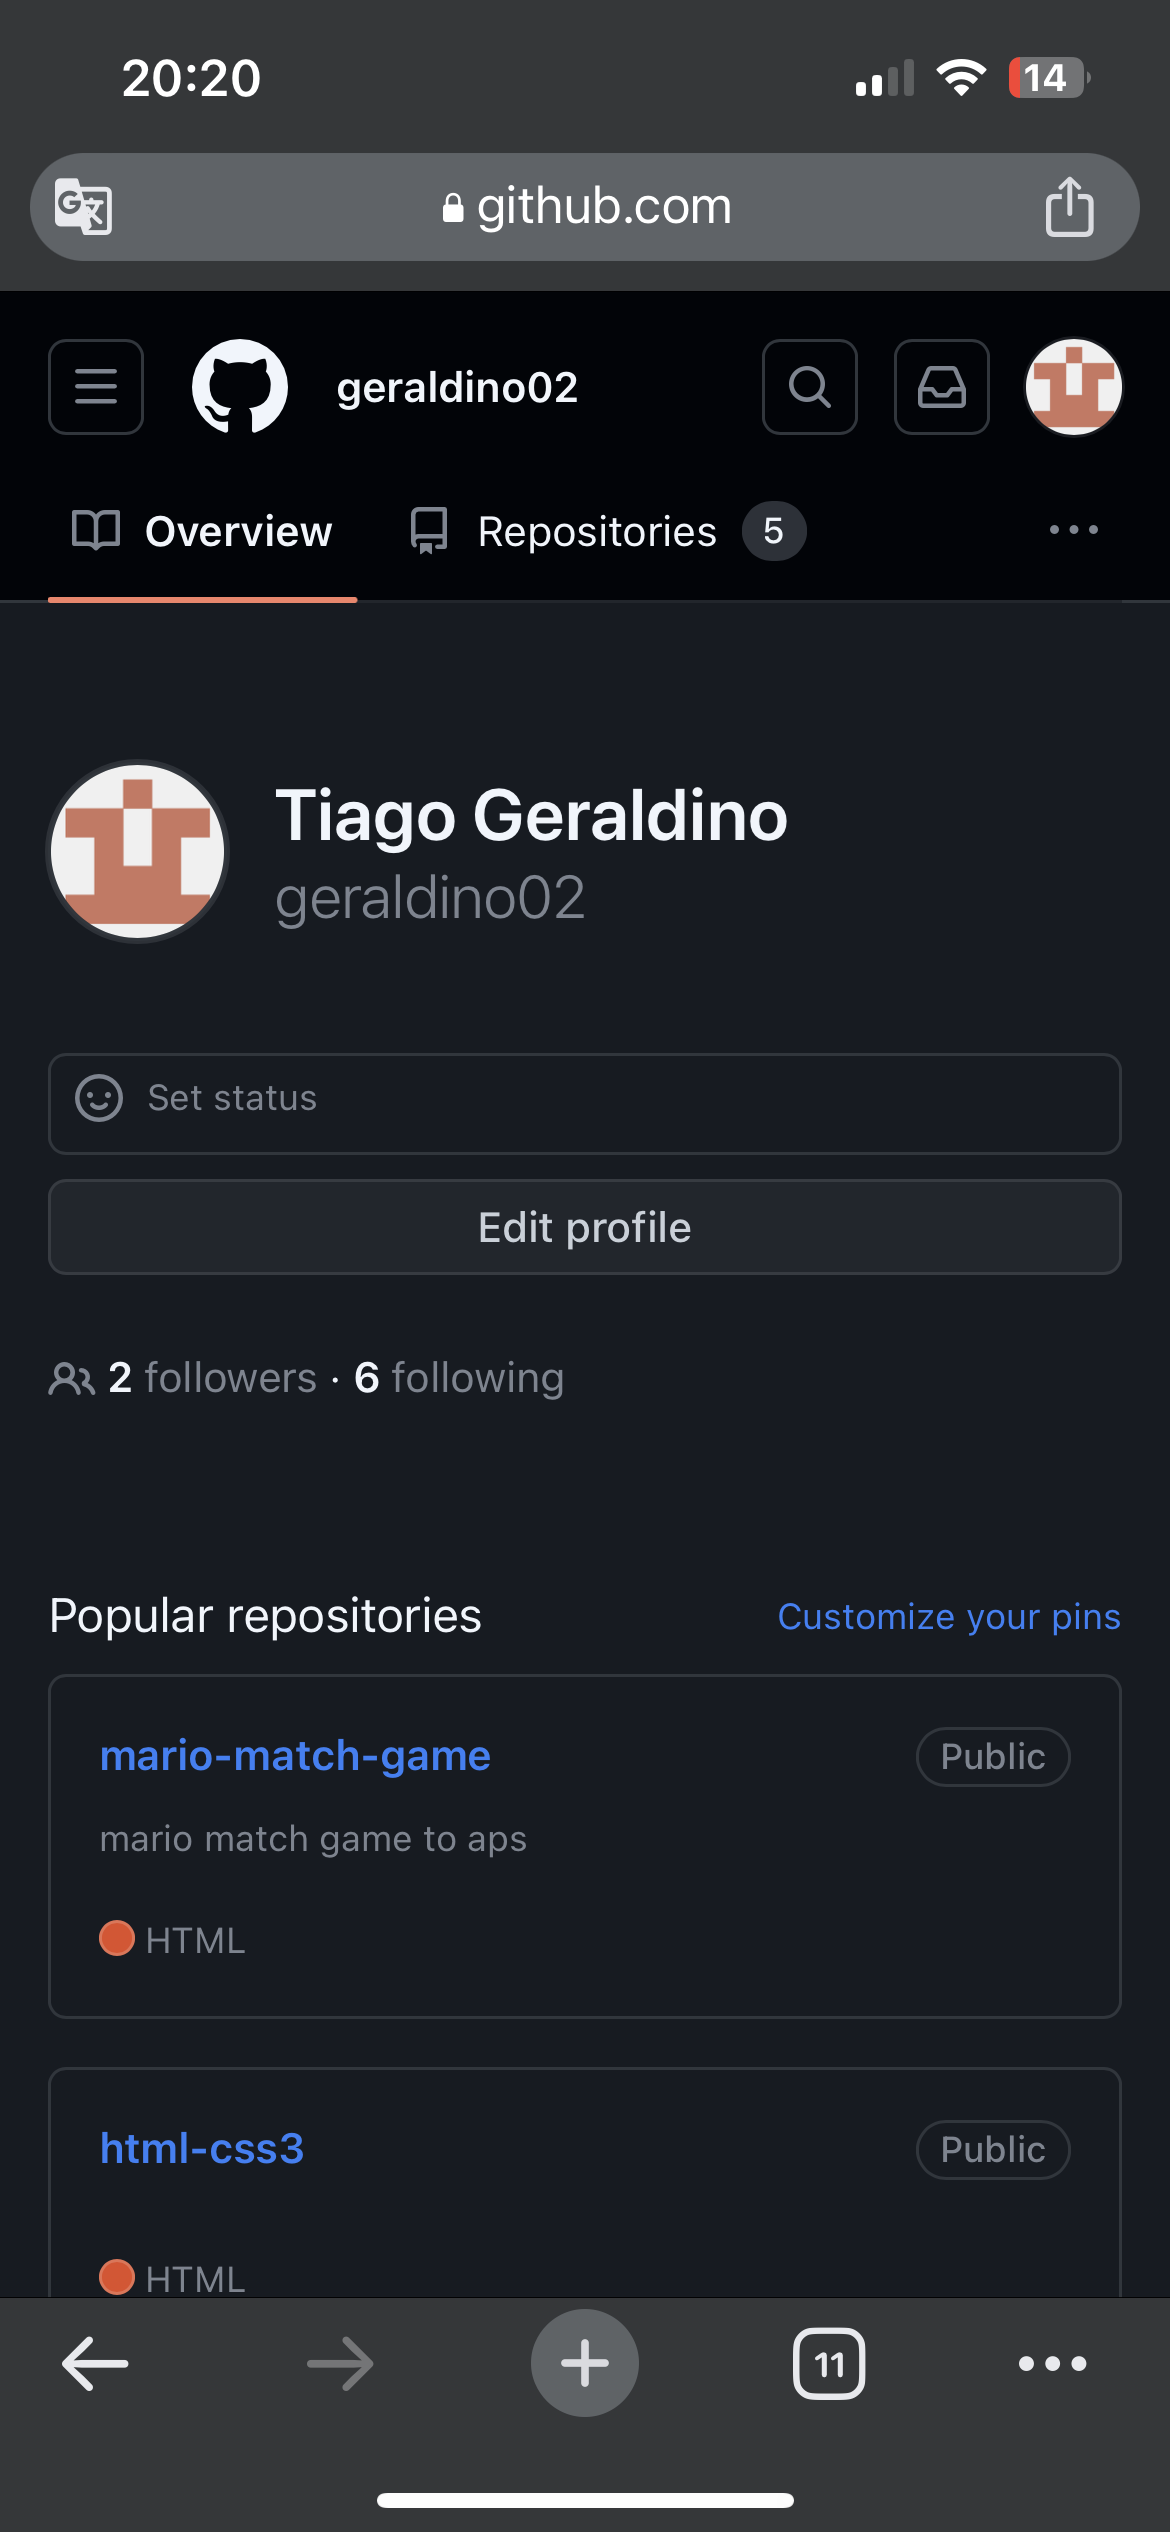 20:20
14
github.com
geraldino02
Overview
Repositories 5
Tiago Geraldino
geraldino02
Set status
Edit profile
2 followers · 6 following
Popular repositories
Customize your pins
mario-match-game
Public
mario match game to aps
HTML
html-css3
Public
HTML
11